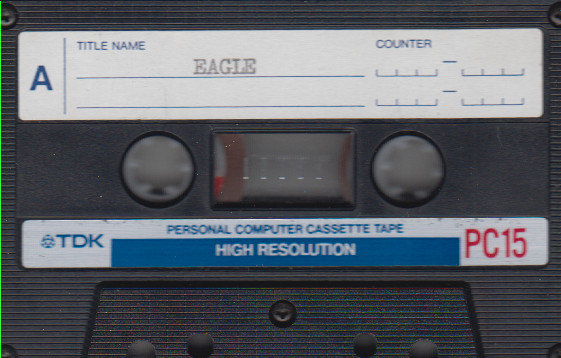 TITLE NAME
COUNTER
A
EAGLE
TDK
PERSONAL COMPUTER CASSETTE TAPE
HIGH RESOLUTION
PC15